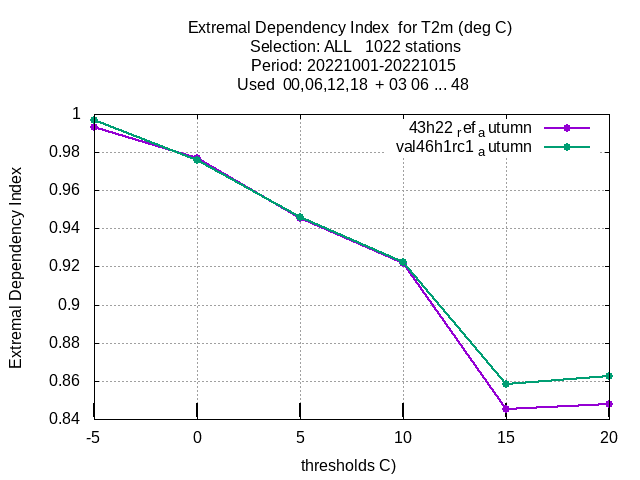 Extremal Dependency Index  for T2m (deg C)
Selection: ALL   1022 stations
Period: 20221001-20221015
Used  00,06,12,18  + 03 06 ... 48
43h22_ref_autumn
val46h1rc1_autumn
Extremal Dependency Index
1
0.98
0.96
0.94
0.92
0.9
0.88
0.86
0.84
-5 0 5 10 15 20
thresholds C)